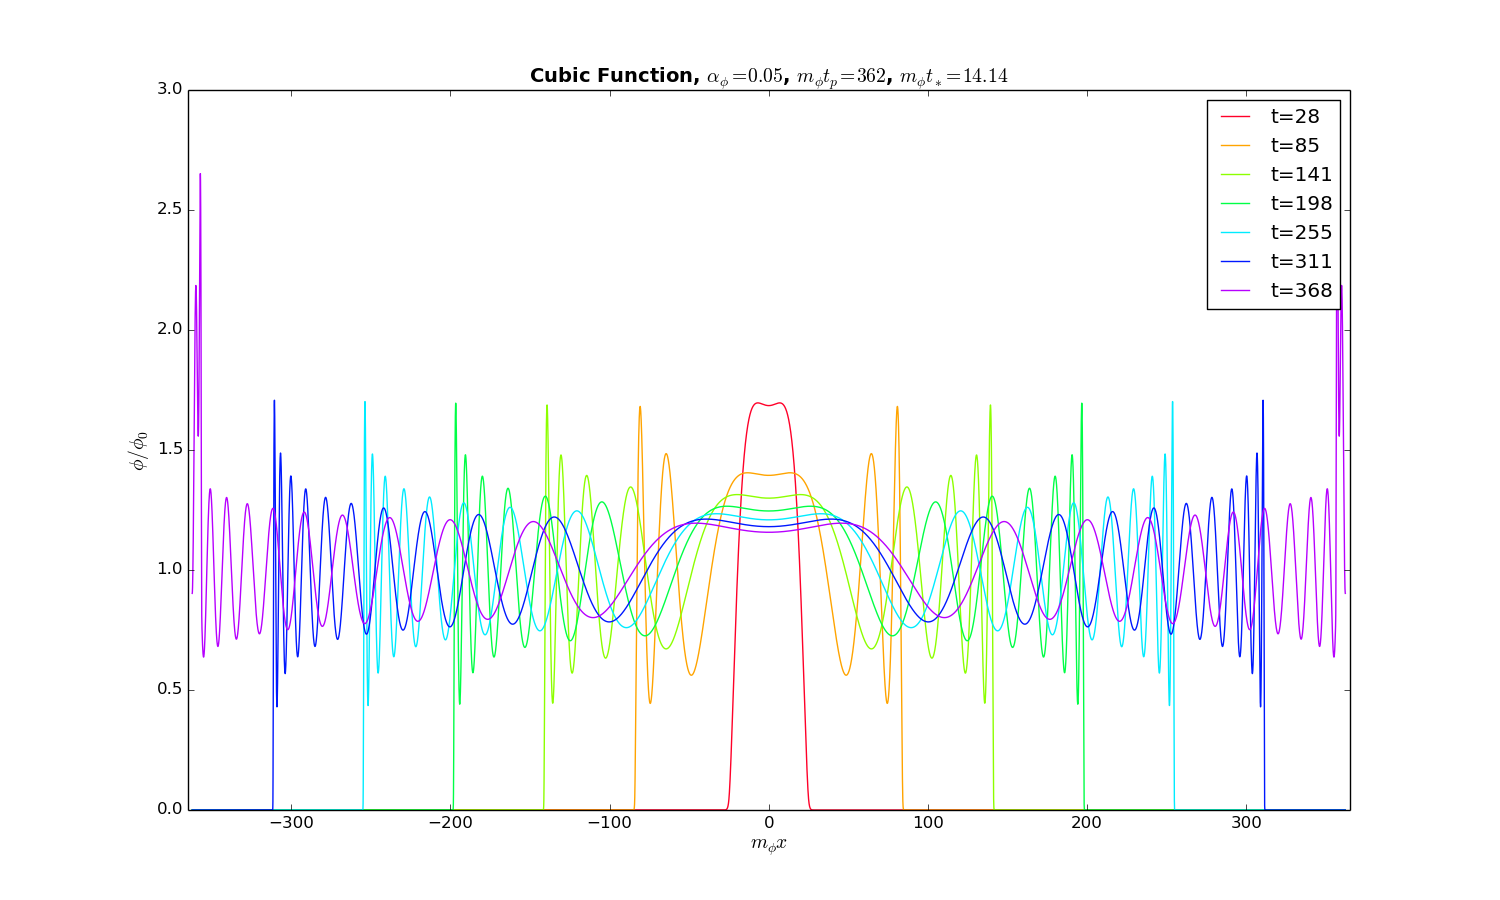 Cubic Function, $\alpha_\phi = 0.05$, $m_\phi t_p = 362$, $m_\phi t_* = 14.14$
3.0
2.5
2.0
1.5
1.0
0.5
0.0
$\phi/\phi_0$
t=28
t=85
t=141
t=198
t=255
t=311
t=368
−300 −200 −100 0 100 200 300
$m_\phi x$